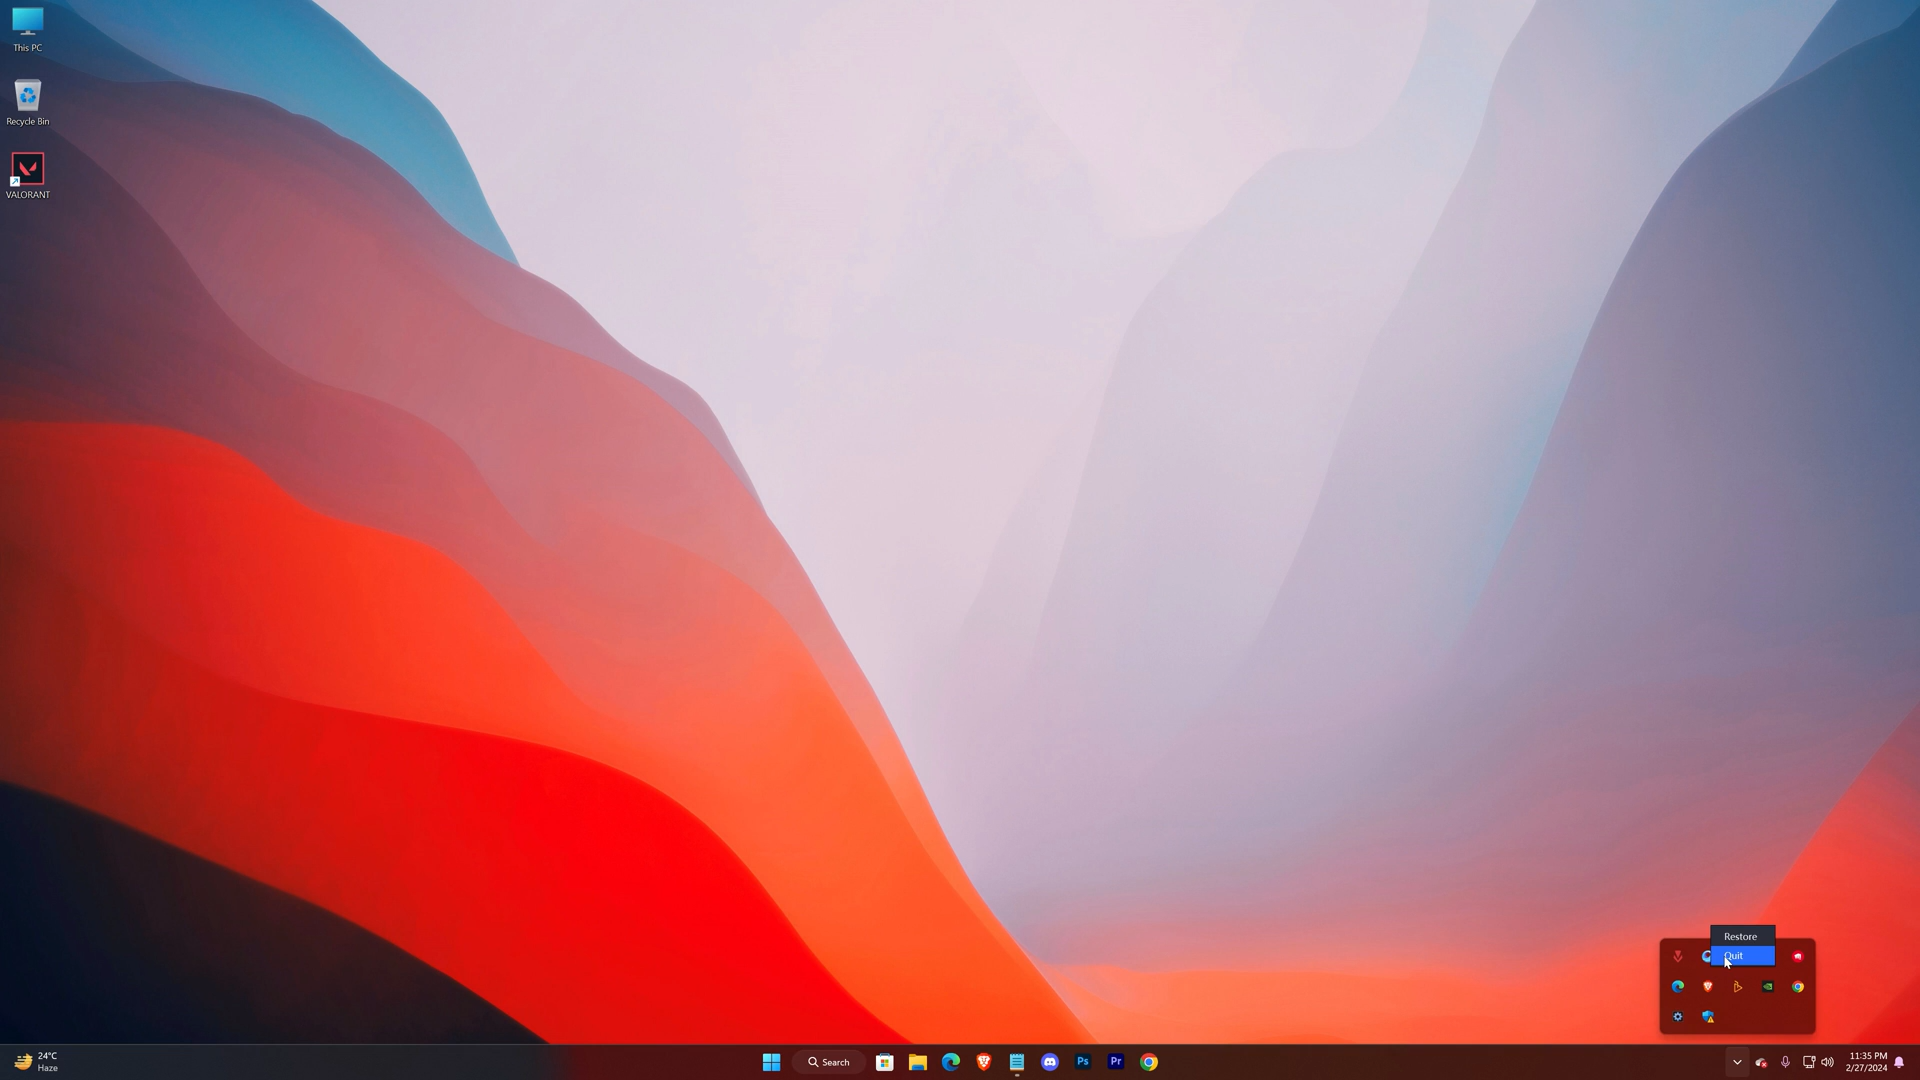 This PC
Recycle Bin
VALORANT
Restore
Quit
24°C
Haze
Search
Ps
Pr
11:35 PM
2/27/2024